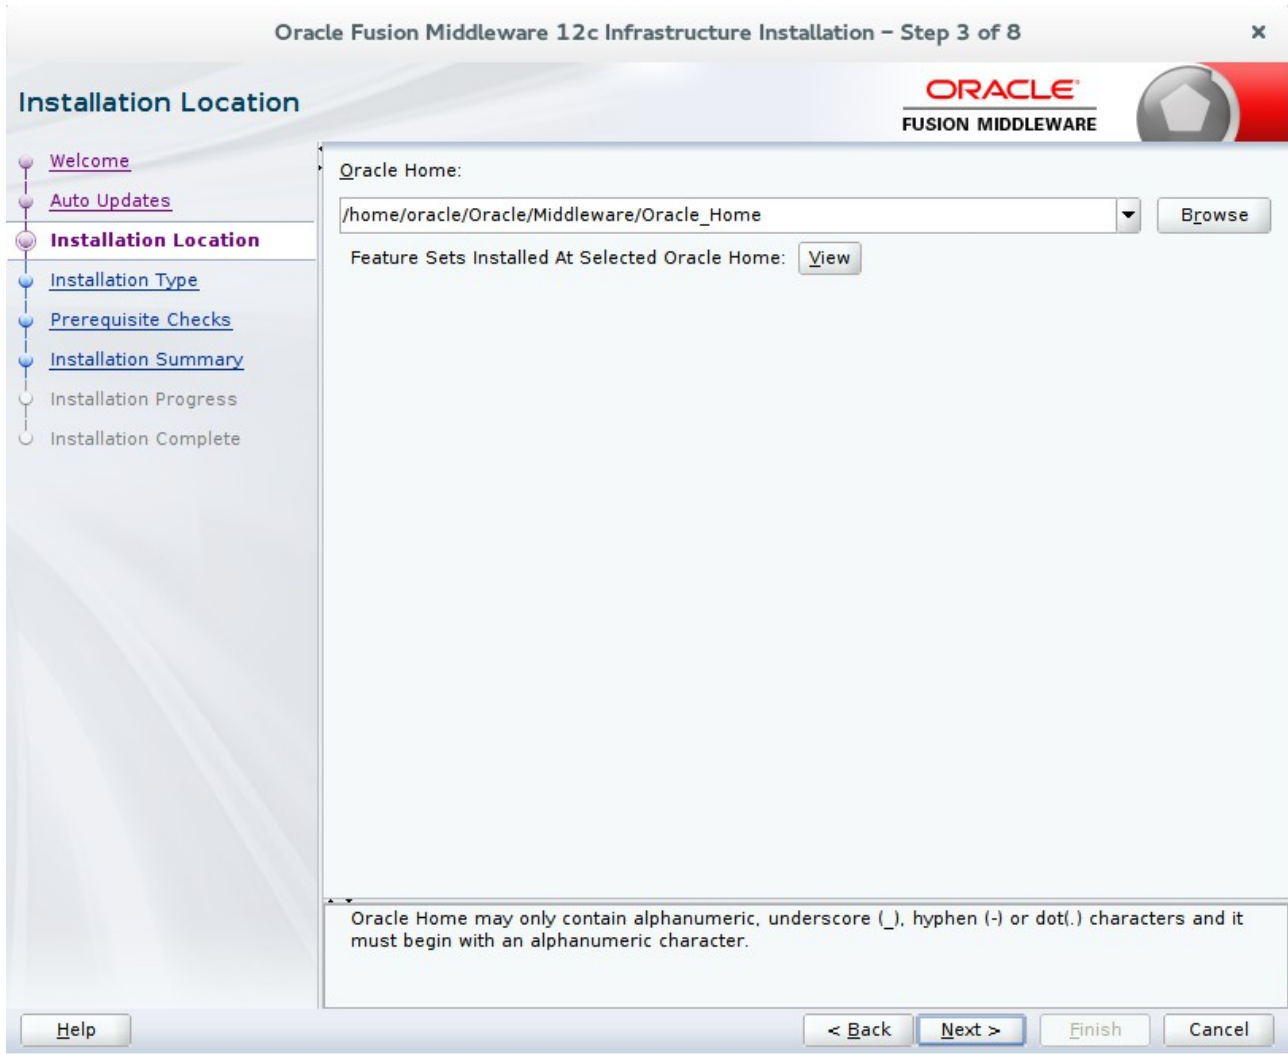 Oracle Fusion Middleware 12c Infrastructure Installation – Step 3 of 8
Installation Location
ORACLE
FUSION MIDDLEWARE
Welcome
Auto Updates
Installation Location
Installation Type
Prerequisite Checks
Installation Summary
Installation Progress
Installation Complete
Oracle Home:
/home/oracle/Oracle/Middleware/Oracle_Home
Browse
Feature Sets Installed At Selected Oracle Home: View
Oracle Home may only contain alphanumeric, underscore (_), hyphen (-) or dot(.) characters and it
must begin with an alphanumeric character.
Help
< Back
Next >
Finish
Cancel